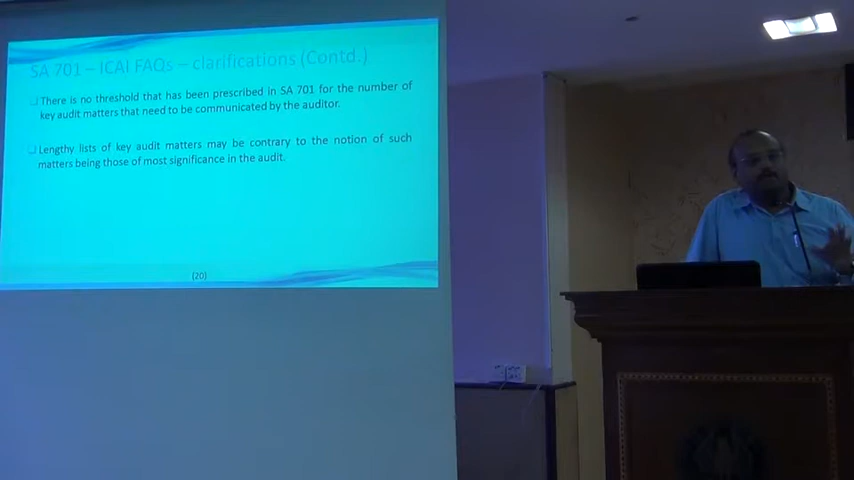 SA 701 – ICAI FAQs – clarifications (Contd.)
There is no threshold that has been prescribed in SA 701 for the number of
key audit matters that need to be communicated by the auditor.
Lengthy lists of key audit matters may be contrary to the notion of such
matters being those of most significance in the audit.
(20)